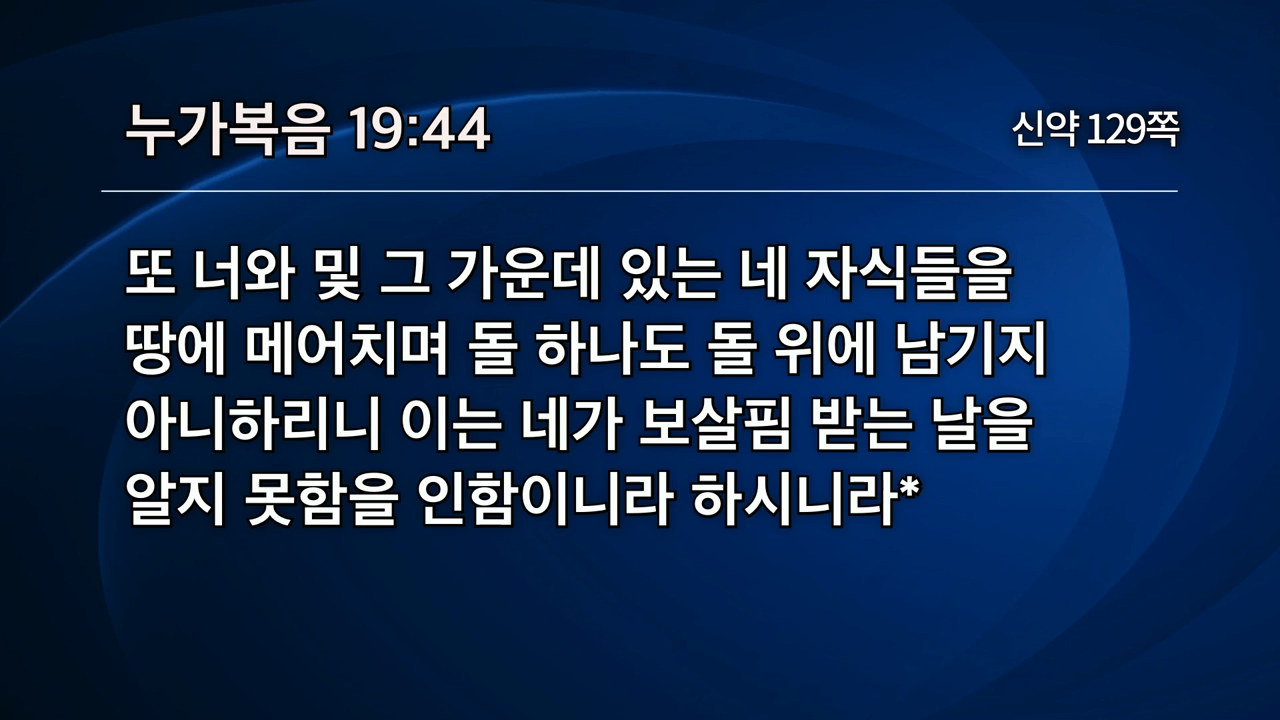 누가복음 19:44
신약 129쪽
또 너와 및 그 가운데 있는 네 자식들을
땅에 메어치며 돌 하나도 돌 위에 남기지
아니하리니 이는 네가 보살핌 받는 날을
알지 못함을 인함이니라 하시니라*